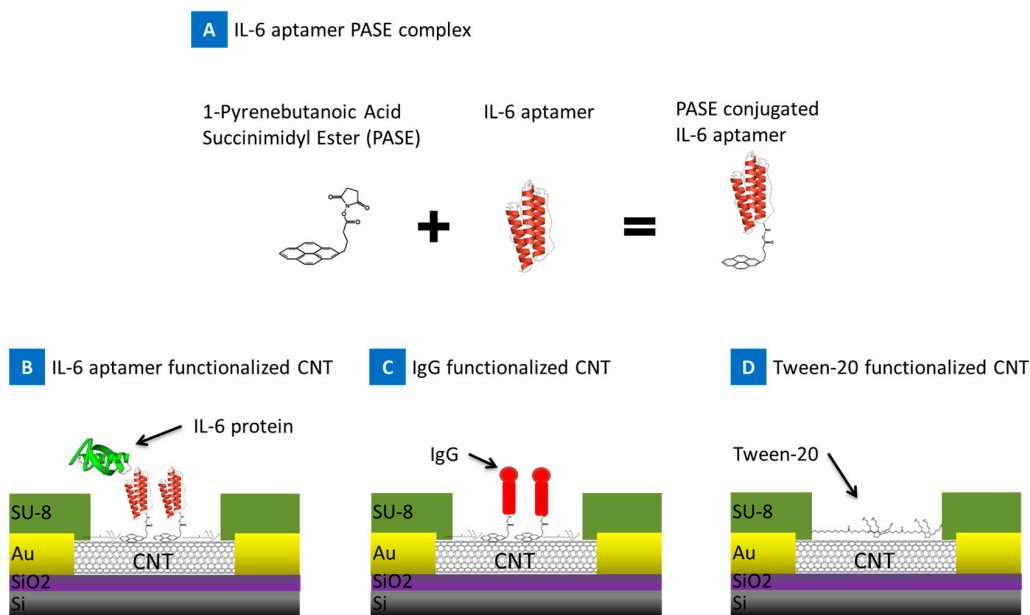 A IL-6 aptamer PASE complex
1-Pyrenebutanoic Acid
Succinimidyl Ester (PASE)
IL-6 aptamer
PASE conjugated
IL-6 aptamer
O
N
O
O
O
+
=
B IL-6 aptamer functionalized CNT
IL-6 protein
SU-8
Au
CNT
SiO2
Si
C IgG functionalized CNT
IgG
SU-8
Au
CNT
SiO2
Si
D Tween-20 functionalized CNT
Tween-20
SU-8
Au
CNT
SiO2
Si